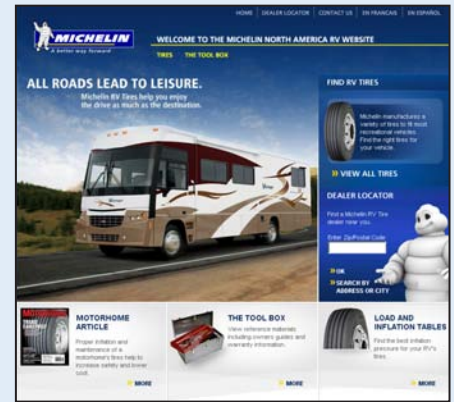 HOME DEALER LOCATOR CONTACT US EN FRANCAIS EN ESPAÑOL
MICHELIN
A better way forward
WELCOME TO THE MICHELIN NORTH AMERICA RV WEBSITE
TIRES THE TOOL BOX
ALL ROADS LEAD TO LEISURE.
Michelin RV Tires help you enjoy
the drive as much as the destination.
FIND RV TIRES
Michelin manufactures a
variety of tires to fit most
recreational vehicles.
Find the right tires for
your vehicle.
» VIEW ALL TIRES
DEALER LOCATOR
Find a Michelin RV Tire
dealer near you.
Enter Zip/Postal Code
» OK
» SEARCH BY
ADDRESS OR CITY
MOTORHOME
MOTORHOME
ARTICLE
Proper inflation and
maintenance of a
motorhome's tires help to
increase safety and lower
cost.
» MORE
THE TOOL BOX
View reference materials
including owners guides and
warranty information.
» MORE
LOAD AND
INFLATION TABLES
Find the best inflation
pressure for your RV's
tires.
» MORE